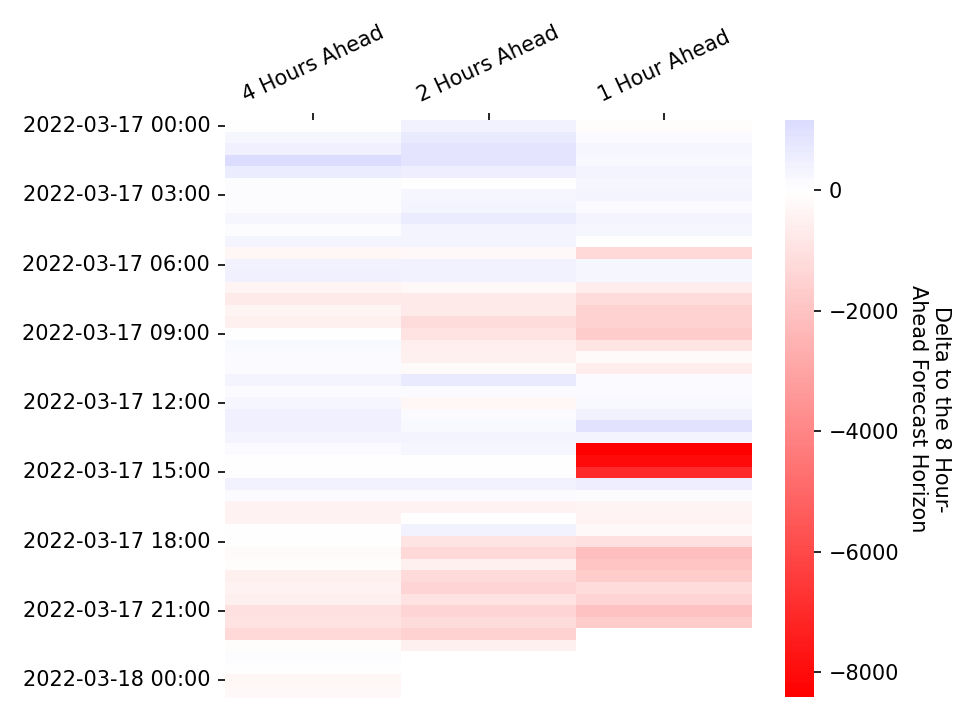 4 Hours Ahead
2 Hours Ahead
1 Hour Ahead
2022-03-17 00:00
2022-03-17 03:00
2022-03-17 06:00
2022-03-17 09:00
2022-03-17 12:00
2022-03-17 15:00
2022-03-17 18:00
2022-03-17 21:00
2022-03-18 00:00
0
−2000
−4000
−6000
−8000
Delta to the 8 Hour-
Ahead Forecast Horizon